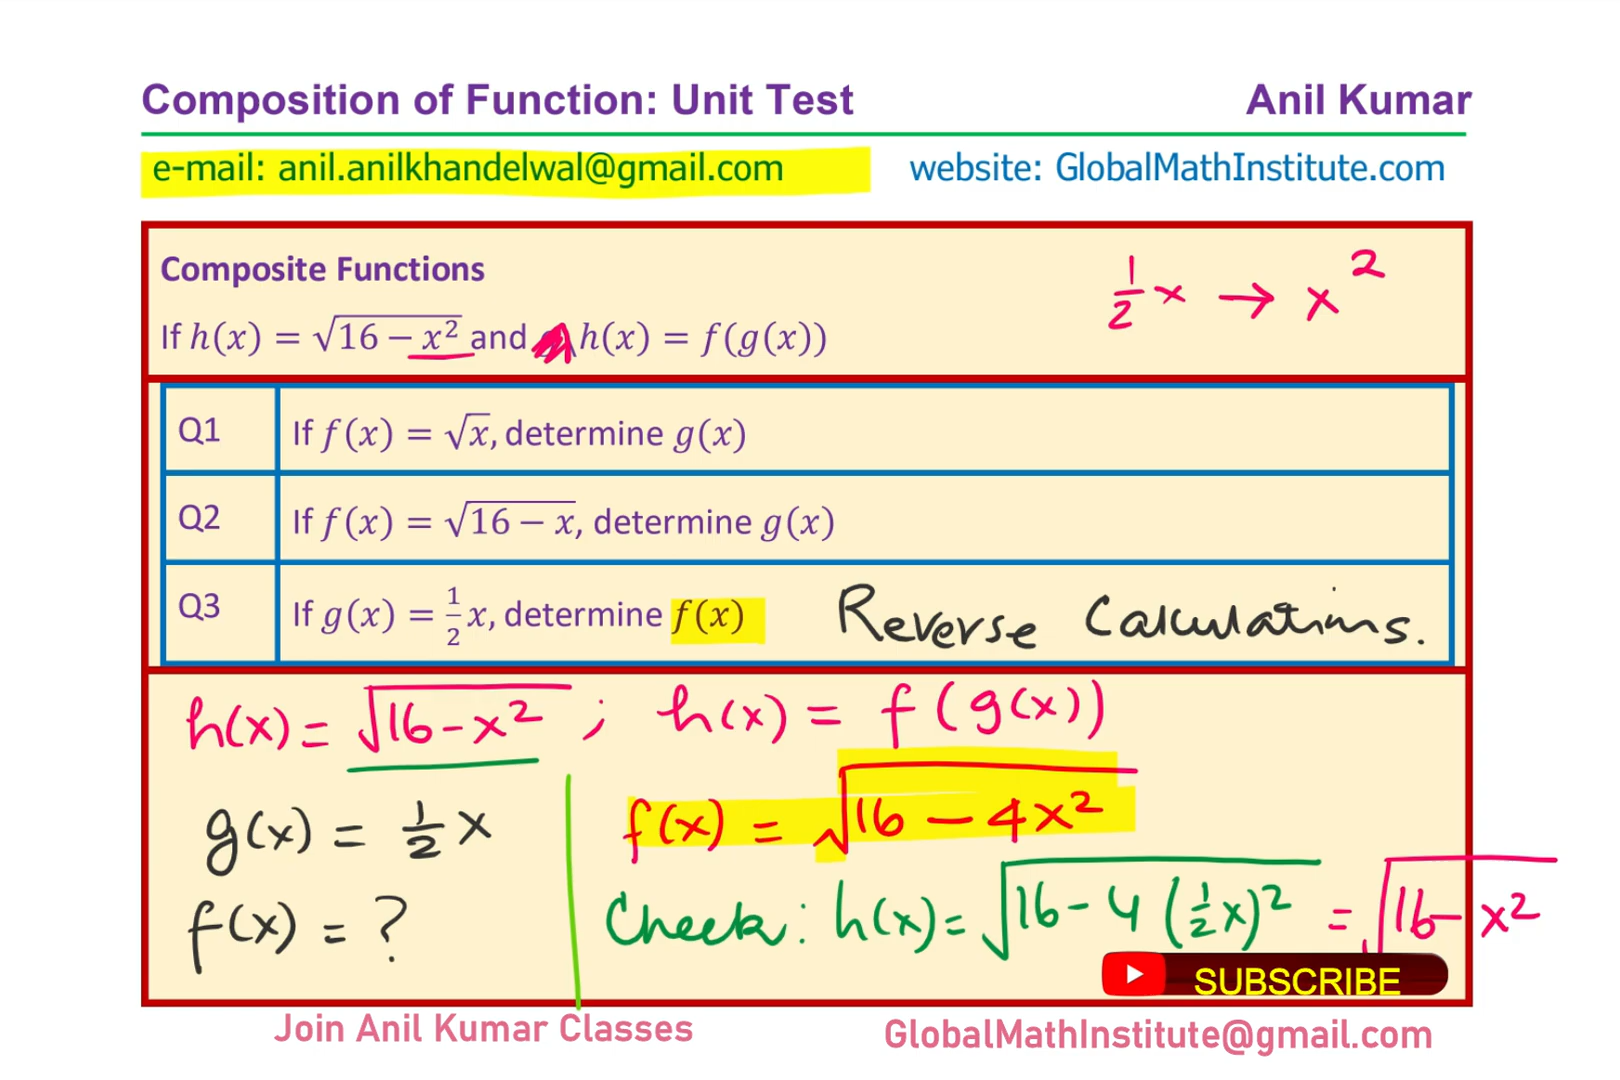 Composition of Function: Unit Test Anil Kumar
e-mail: anil.anilkhandelwal@gmail.com website: GlobalMathInstitute.com
Composite Functions
½x → x²
If h(x) = √(16 − x²) and h(x) = f(g(x))
Q1 If f(x) = √x, determine g(x)
Q2 If f(x) = √(16 − x), determine g(x)
Q3 If g(x) = ½x, determine f(x) Reverse Calculations.
h(x) = √(16 − x²) ; h(x) = f(g(x))
g(x) = ½x f(x) = √(16 − 4x²)
f(x) = ? Check: h(x) = √(16 − 4(½x)²) = √(16 − x²)
SUBSCRIBE
Join Anil Kumar Classes GlobalMathInstitute@gmail.com